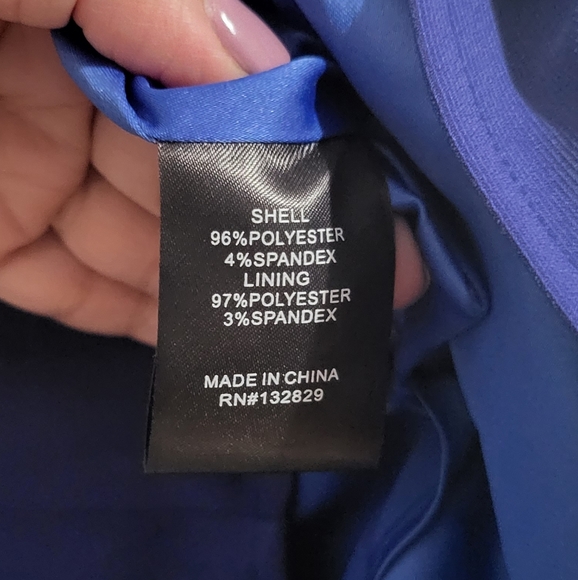 SHELL
96%POLYESTER
4%SPANDEX
LINING
97%POLYESTER
3%SPANDEX
MADE IN CHINA
RN#132829